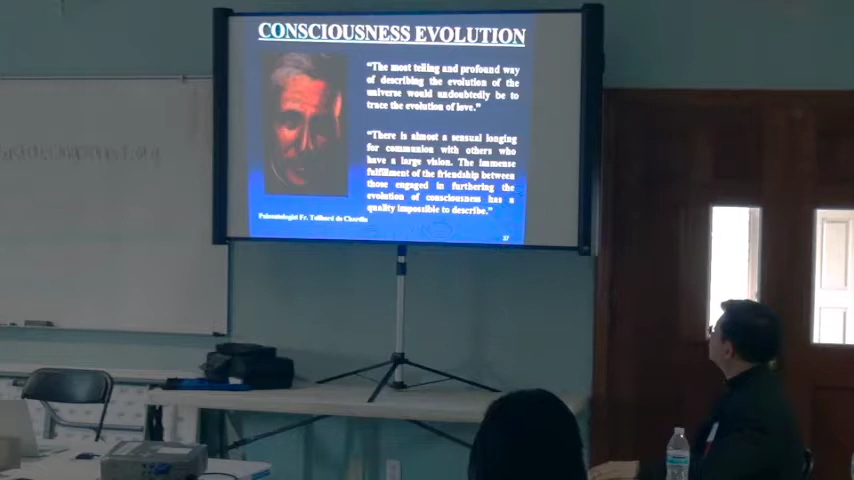 CONSCIOUSNESS EVOLUTION
"The most telling and profound way
of describing the evolution of the
universe would undoubtedly be to
trace the evolution of love."
"There is almost a sensual longing
for communion with others who
have a large vision. The immense
fulfillment of the friendship between
those engaged in furthering the
evolution of consciousness has a
quality impossible to describe."
Paleontologist Fr. Teilhard de Chardin
37